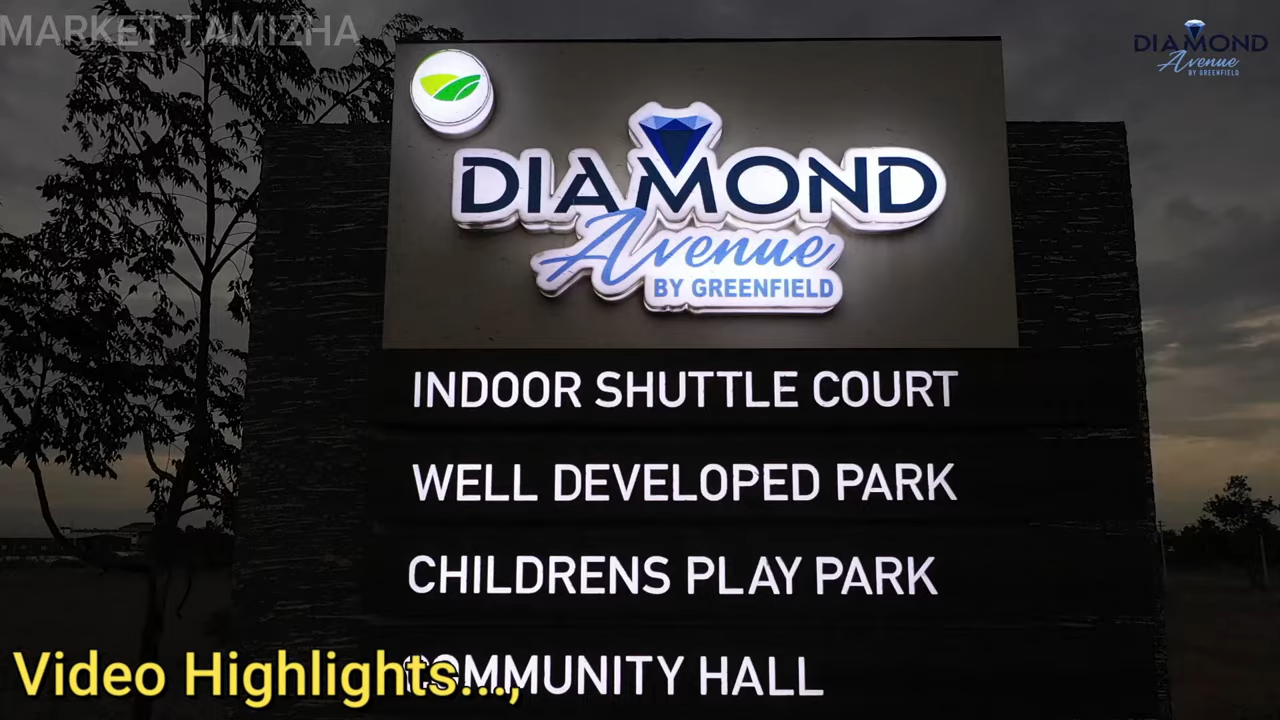 MARKET TAMIZHA
DIAMOND
Avenue
BY GREENFIELD
DIAMOND
Avenue
BY GREENFIELD
INDOOR SHUTTLE COURT
WELL DEVELOPED PARK
CHILDRENS PLAY PARK
COMMUNITY HALL
Video Highlights...,